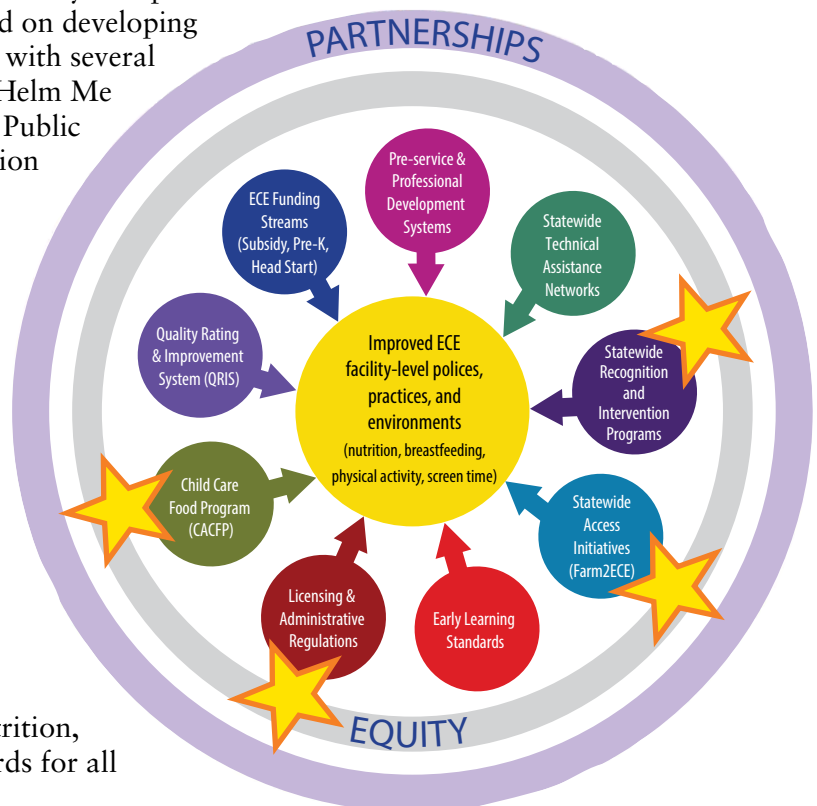 d on developing
with several
Helm Me
Public
ion
PARTNERSHIPS
Pre-service &
Professional
Development
Systems
ECE Funding
Streams
(Subsidy, Pre-K,
Head Start)
Statewide
Technical
Assistance
Networks
Quality Rating
& Improvement
System (QRIS)
Improved ECE
facility-level polices,
practices, and
environments
(nutrition, breastfeeding,
physical activity, screen time)
Statewide
Recognition
and
Intervention
Programs
Child Care
Food Program
(CACFP)
Statewide
Access
Initiatives
(Farm2ECE)
Licensing &
Administrative
Regulations
Early Learning
Standards
EQUITY
trition,
rds for all